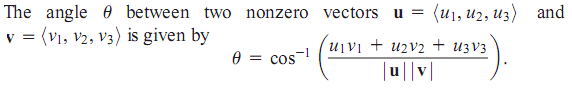 The angle θ between two nonzero vectors u = ⟨u₁, u₂, u₃⟩ and
v = ⟨v₁, v₂, v₃⟩ is given by
θ = cos⁻¹ (u₁v₁ + u₂v₂ + u₃v₃ / |u||v|).